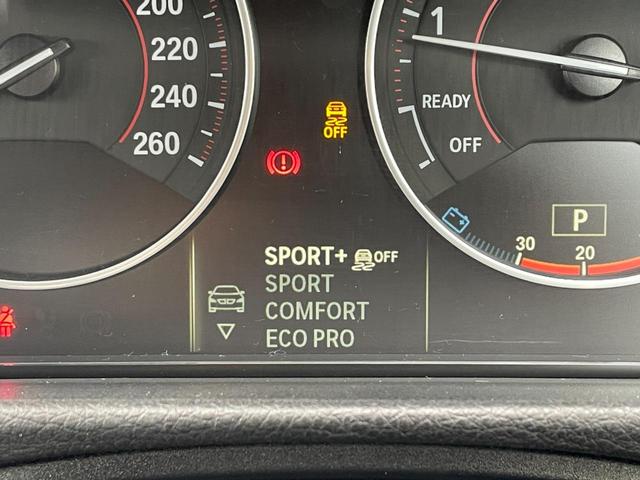 200
220
240
260
OFF
1
READY
OFF
P
30
20
SPORT+ OFF
SPORT
COMFORT
ECO PRO